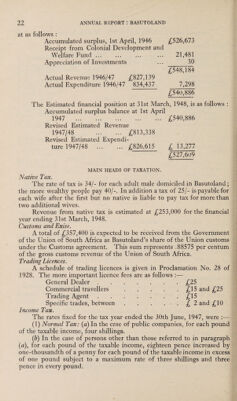 22 ANNUAL REPORT : BASUTOLAND
at as follows :
Accumulated surplus, 1st April, 1946 £526,673
Receipt from Colonial Development and
Welfare Fund ... ... ... ... 21,481
Appreciation of Investments ... 30
£548,184
Actual Revenue 1946/47 £827,139
Actual Expenditure 1946/47 834,437 7,298
£540,886
The Estimated financial position at 31st March, 1948, is as follows :
Accumulated surplus balance at 1st April
1947 ... ... ... ... ... £540,886
Revised Estimated Revenue
1947/48 ... ... £813,338
Revised Estimated Expendi-
ture 1947/48 ... ... £826,615 £ 13,277
£527,609
MAIN HEADS OF TAXATION.
Native Tax.
The rate of tax is 34/- for each adult male domiciled in Basutoland ;
the more wealthy people pay 40/-. In addition a tax of 25/- is payable for
each wife after the first but no native is liable to pay tax for more than
two additional wives.
Revenue from native tax is estimated at £253,000 for the financial
year ending 31st March, 1948.
Customs and Excise.
A total of £357,400 is expected to be received from the Government
of the Union of South Africa as Basutoland's share of the Union customs
under the Customs agreement. This sum represents ·88575 per centum
of the gross customs revenue of the Union of South Africa.
Trading Licences.
A schedule of trading licences is given in Proclamation No. 28 of
1928. The more important licence fees are as follows :—
General Dealer . . . . . £25
Commercial travellers . . . . £15 and £25
Trading Agent . . . . . £15
Specific trades, between . . . . £ 2 and £10
Income Tax.
The rates fixed for the tax year ended the 30th June, 1947, were :—
(1) Normal Tax: (a) In the case of public companies, for each pound
of the taxable income, four shillings.
(b) In the case of persons other than those referred to in paragraph
(a), for each pound of the taxable income, eighteen pence increased by
one-thousandth of a penny for each pound of the taxable income in excess
of one pound subject to a maximum rate of three shillings and three
pence in every pound.